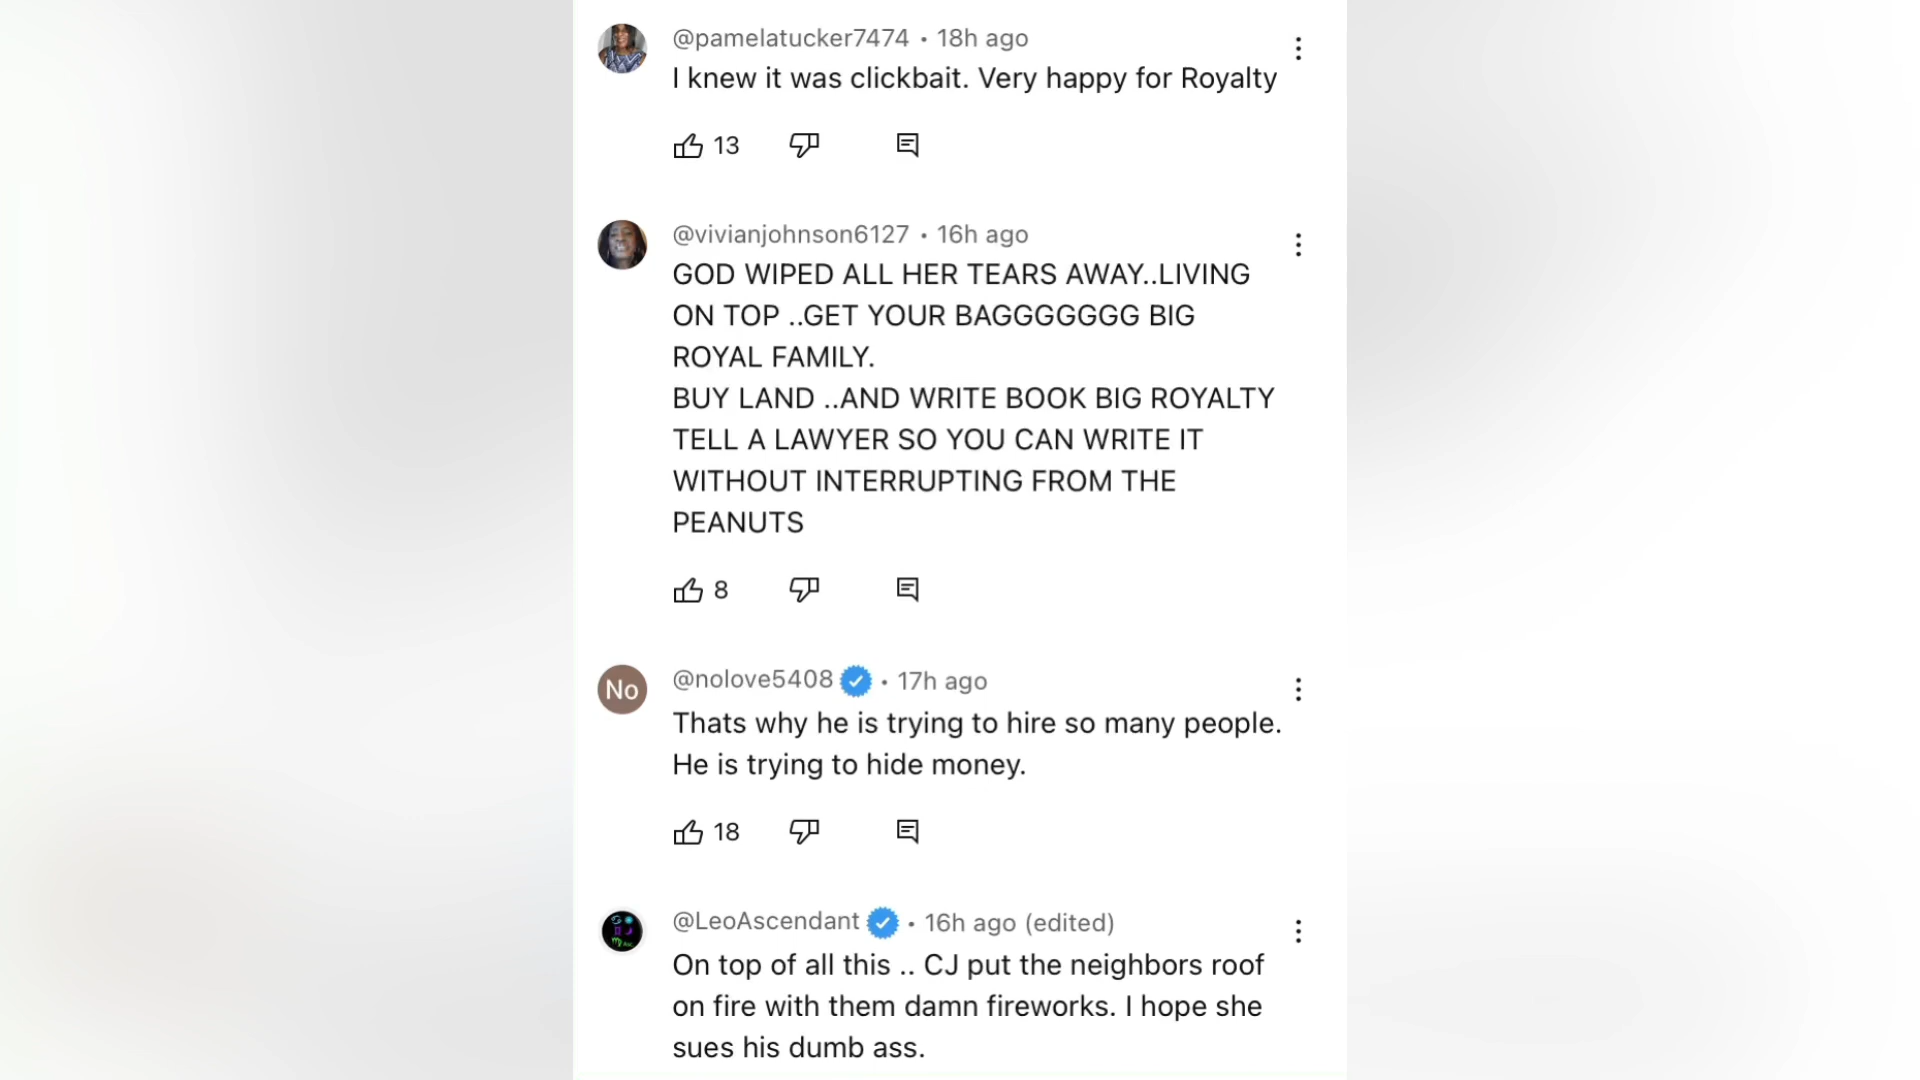 @pamelatucker7474 • 18h ago
I knew it was clickbait. Very happy for Royalty
13
@vivianjohnson6127 • 16h ago
GOD WIPED ALL HER TEARS AWAY..LIVING
ON TOP ..GET YOUR BAGGGGGGG BIG
ROYAL FAMILY.
BUY LAND ..AND WRITE BOOK BIG ROYALTY
TELL A LAWYER SO YOU CAN WRITE IT
WITHOUT INTERRUPTING FROM THE
PEANUTS
8
No
@nolove5408 • 17h ago
Thats why he is trying to hire so many people.
He is trying to hide money.
18
@LeoAscendant • 16h ago (edited)
On top of all this .. CJ put the neighbors roof
on fire with them damn fireworks. I hope she
sues his dumb ass.